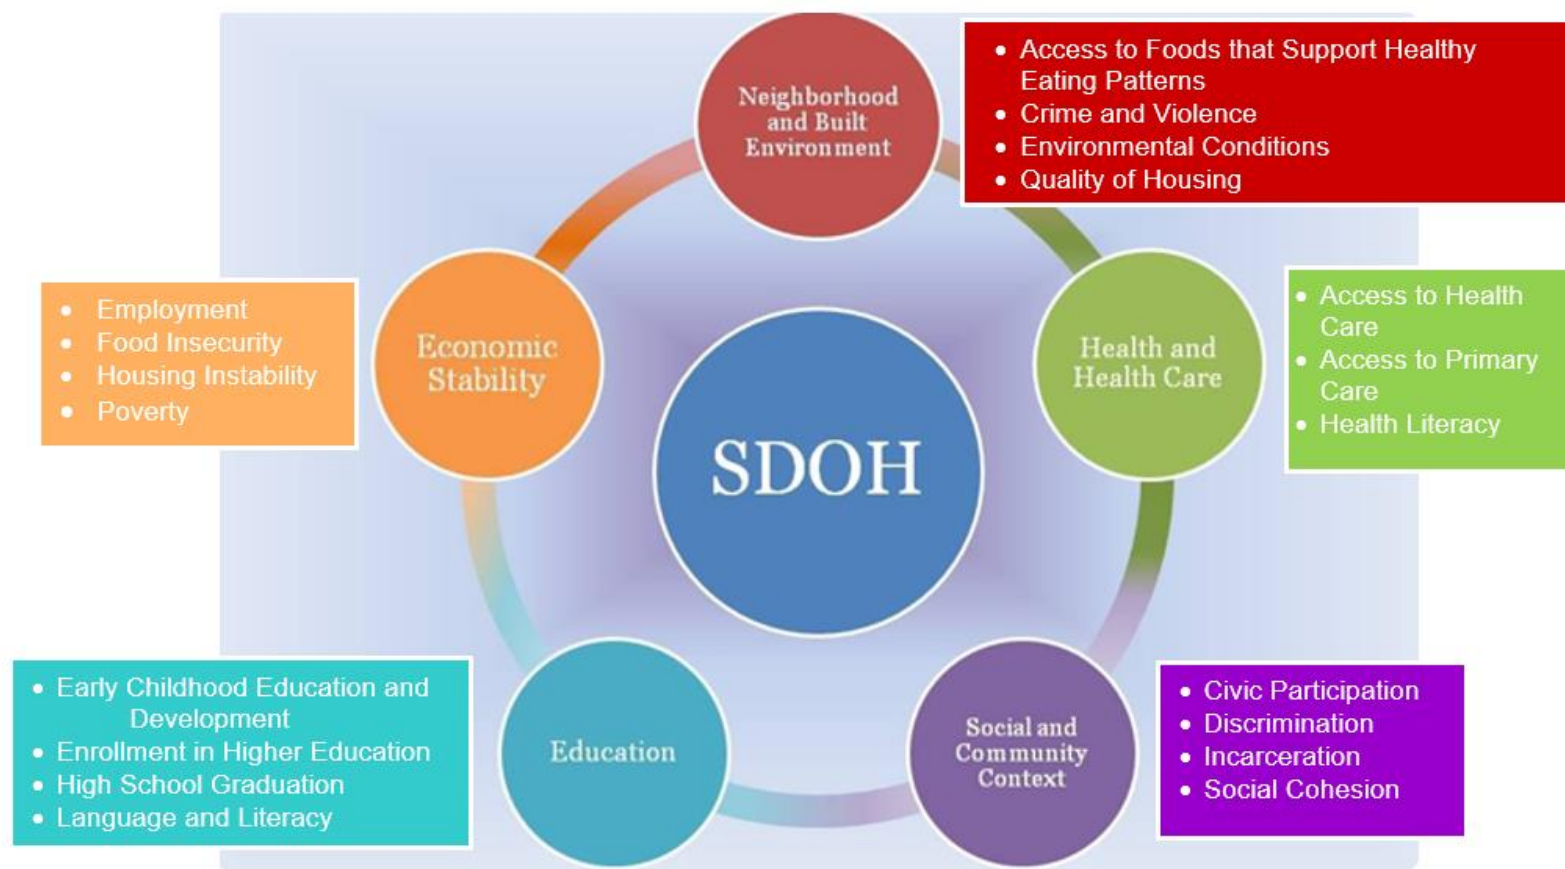 Neighborhood
and Built
Environment
• Access to Foods that Support Healthy
Eating Patterns
• Crime and Violence
• Environmental Conditions
• Quality of Housing
Economic
Stability
• Employment
• Food Insecurity
• Housing Instability
• Poverty
SDOH
Health and
Health Care
• Access to Health
Care
• Access to Primary
Care
• Health Literacy
Education
• Early Childhood Education and
Development
• Enrollment in Higher Education
• High School Graduation
• Language and Literacy
Social and
Community
Context
• Civic Participation
• Discrimination
• Incarceration
• Social Cohesion